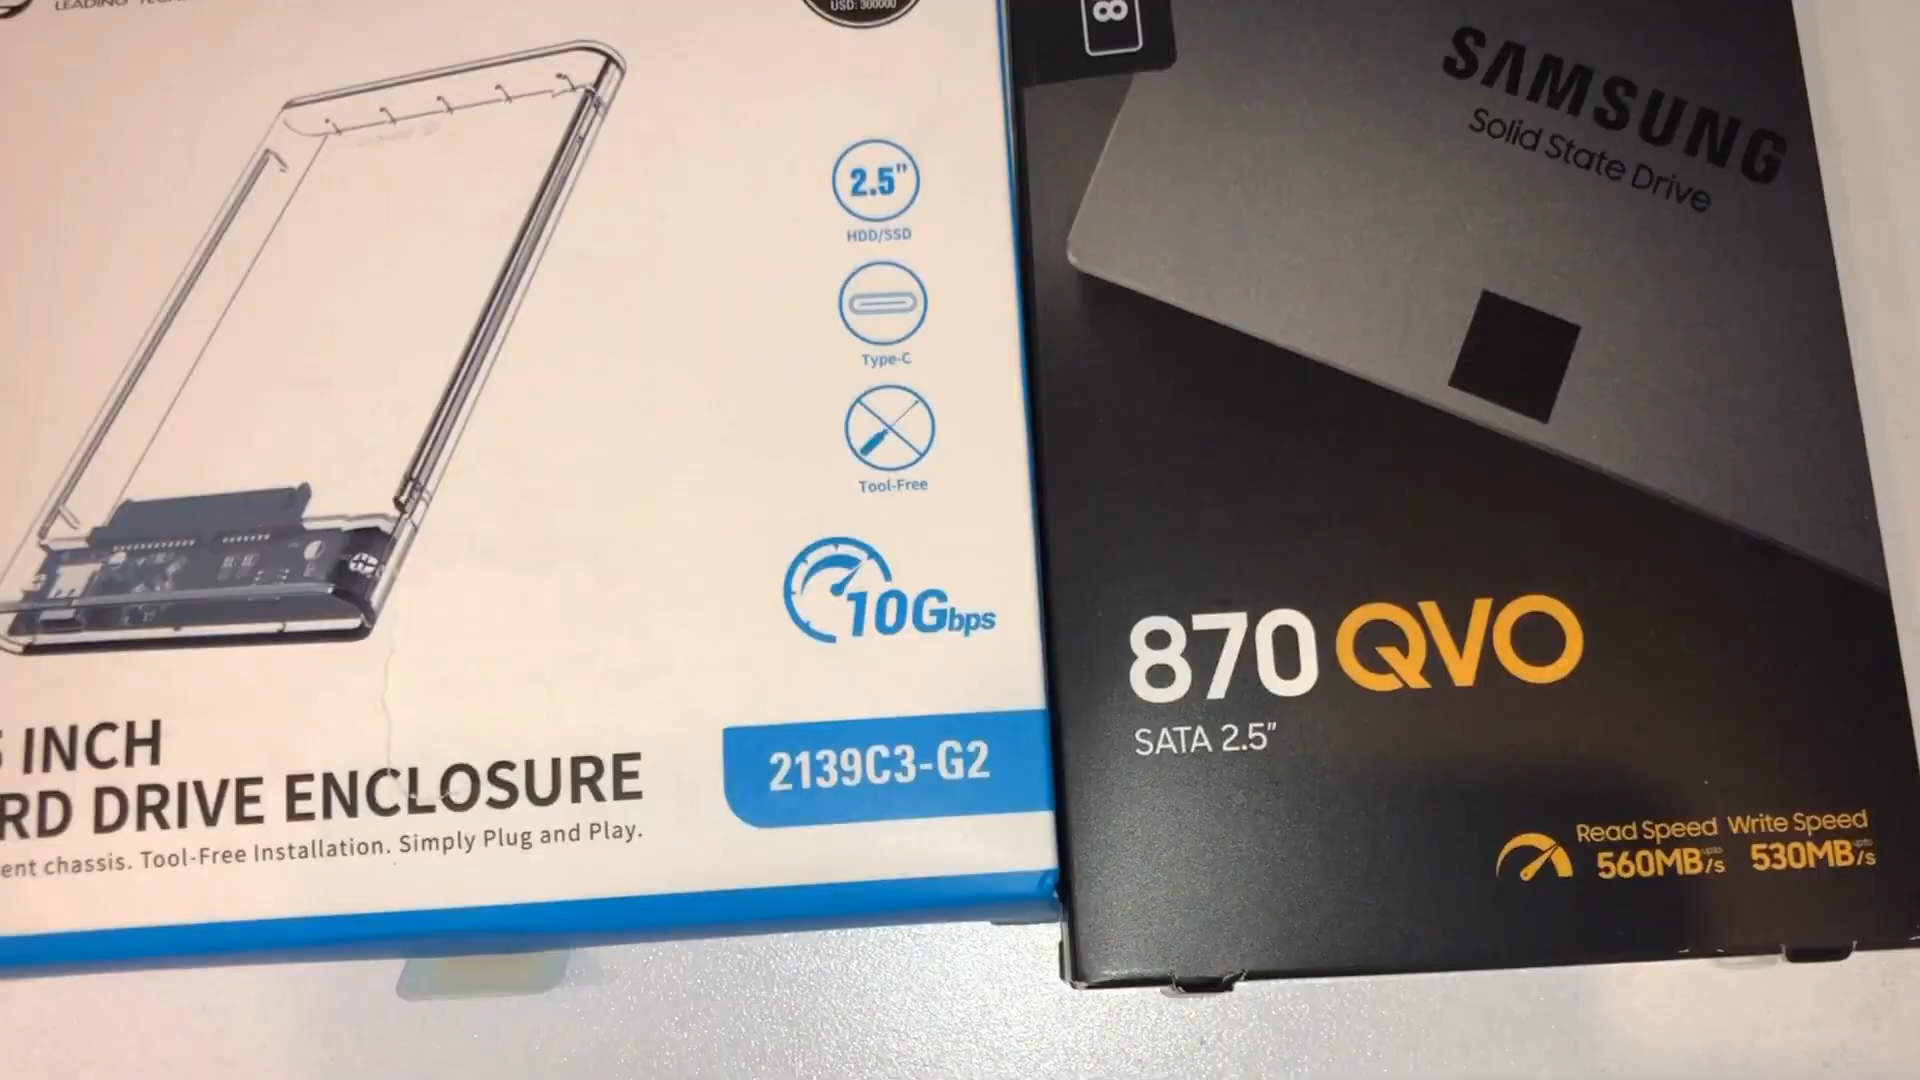 LEADING
USD: 300000
2.5"
HDD/SSD
Type-C
Tool-Free
10Gbps
INCH
RD DRIVE ENCLOSURE
ent chassis. Tool-Free Installation. Simply Plug and Play.
2139C3-G2
8
SAMSUNG
Solid State Drive
870 QVO
SATA 2.5"
Read Speed Write Speed
560MB/s 530MB/s